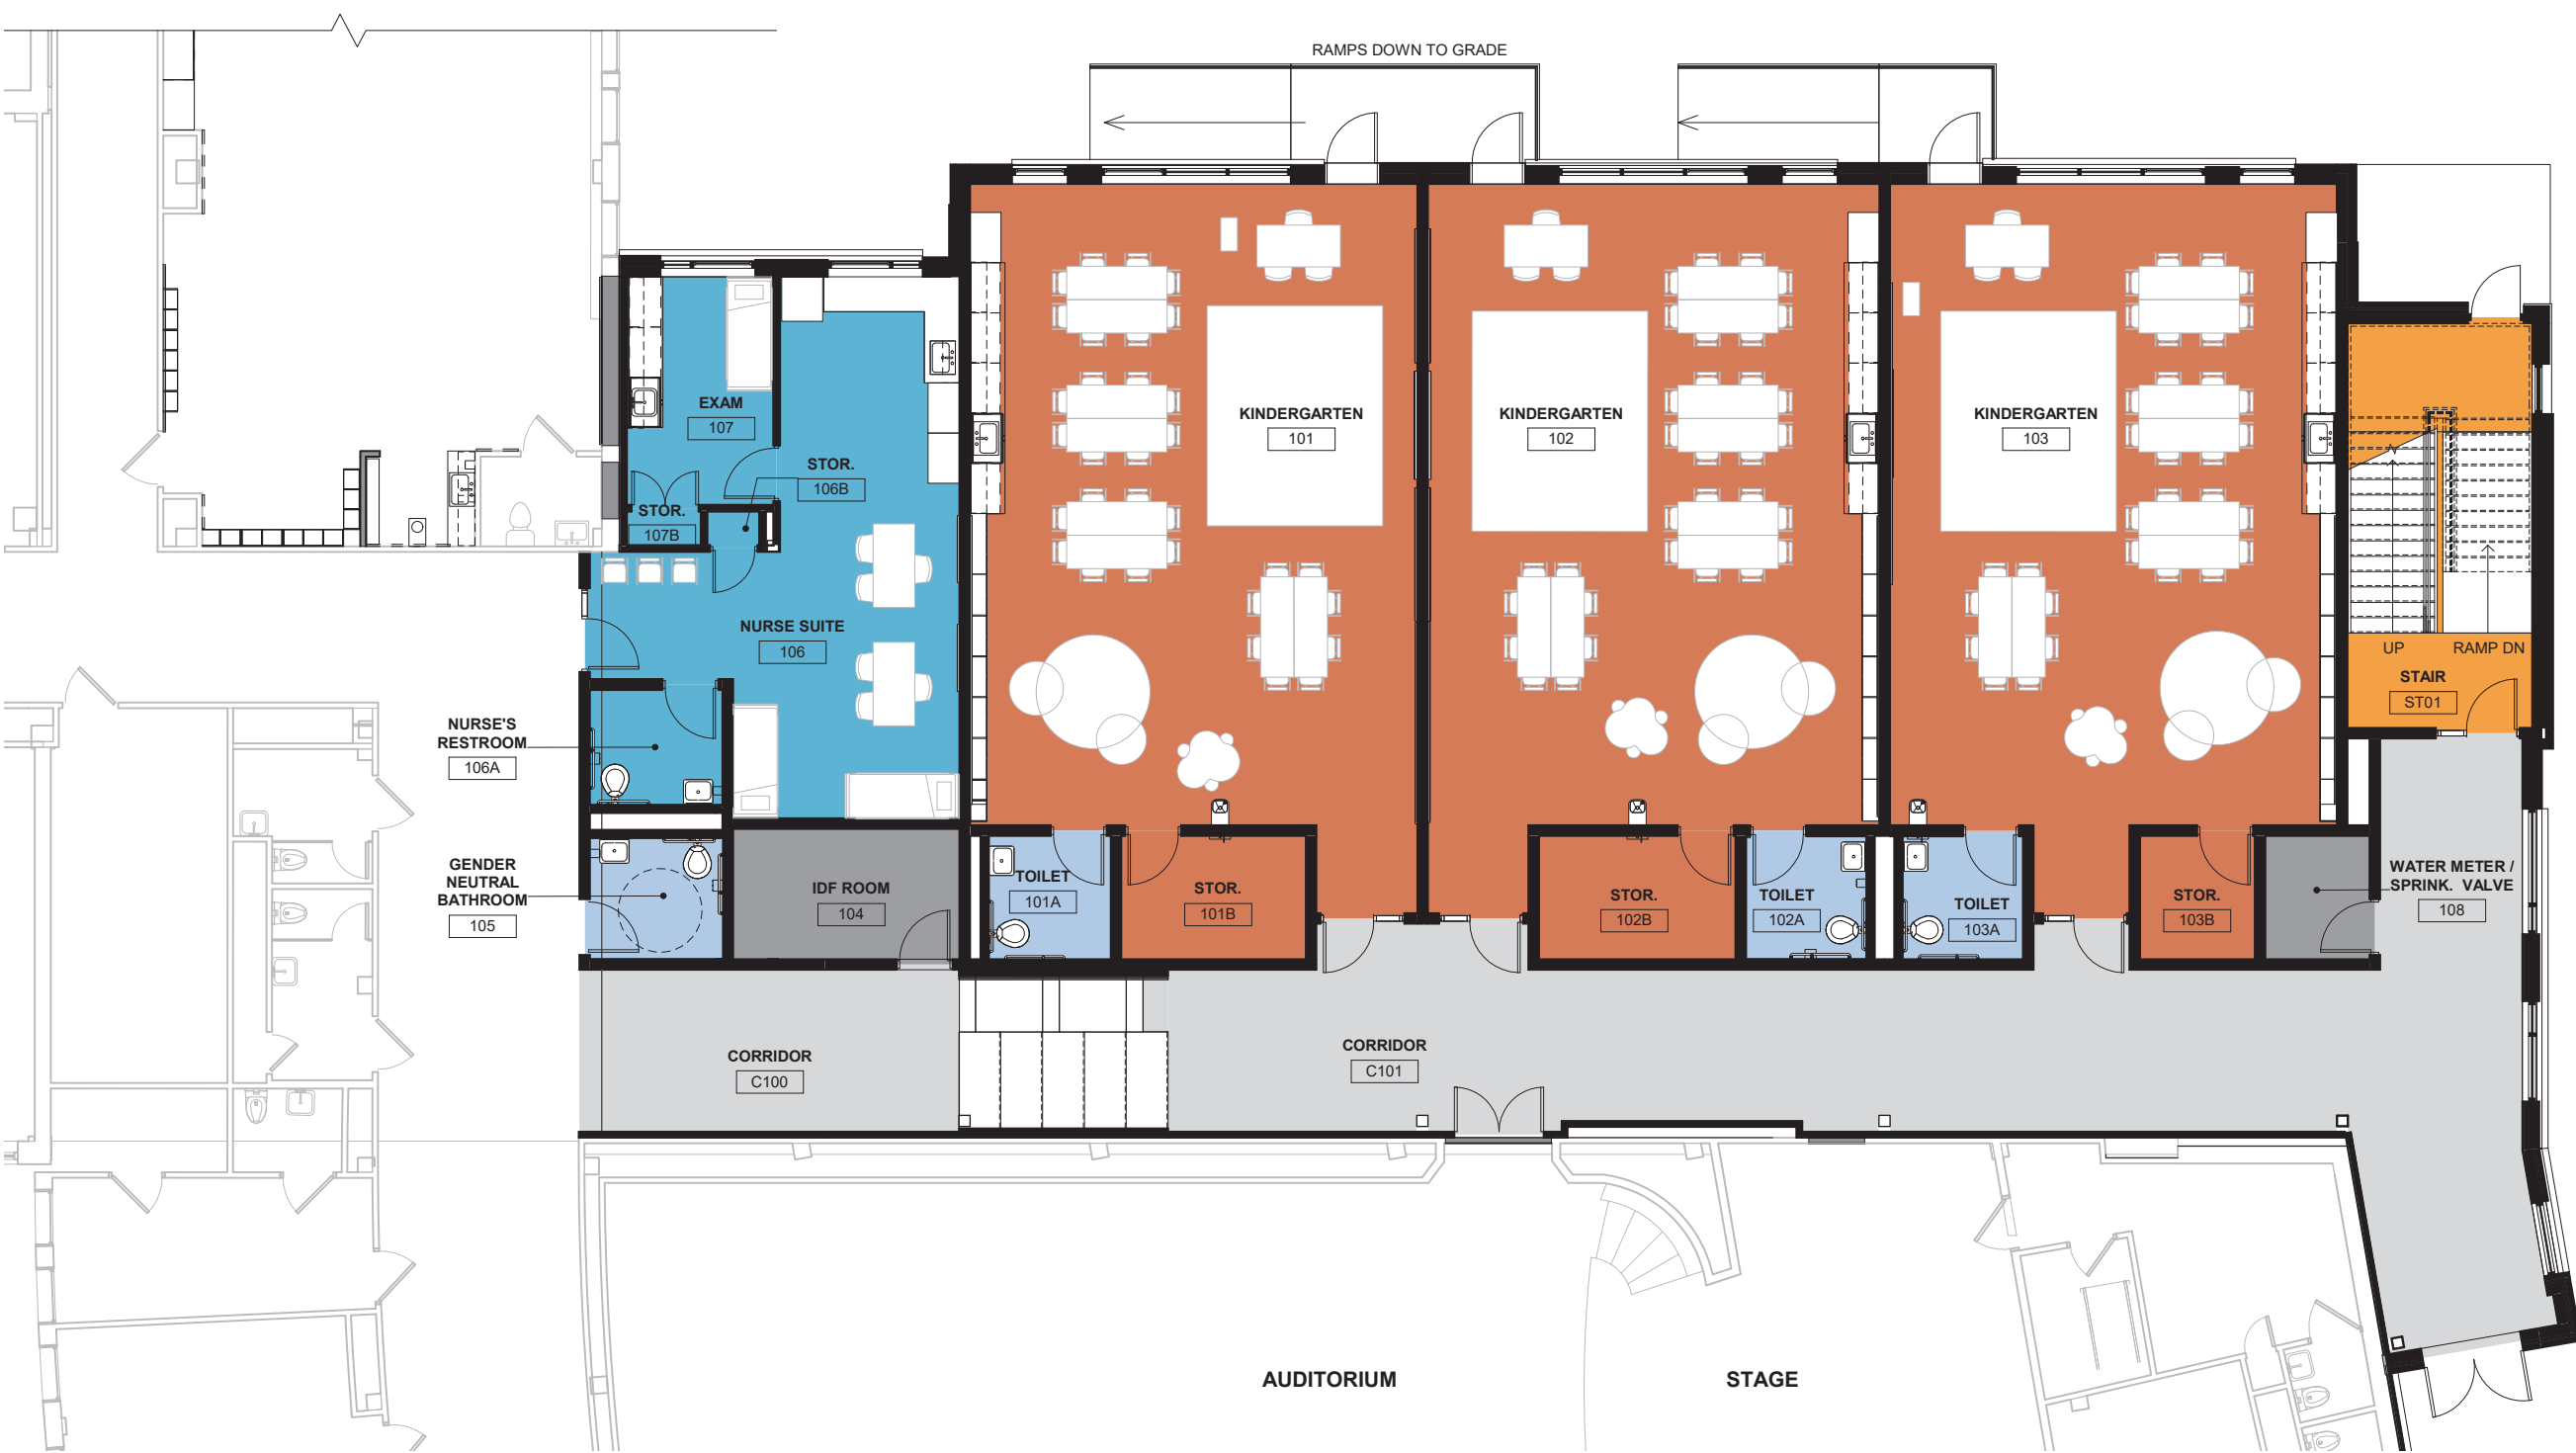 RAMPS DOWN TO GRADE
EXAM
107
STOR.
106B
STOR.
107B
KINDERGARTEN
101
KINDERGARTEN
102
KINDERGARTEN
103
NURSE SUITE
106
UP
RAMP DN
STAIR
ST01
NURSE'S
RESTROOM
106A
GENDER
NEUTRAL
BATHROOM
105
IDF ROOM
104
TOILET
101A
STOR.
101B
STOR.
102B
TOILET
102A
TOILET
103A
STOR.
103B
WATER METER /
SPRINK. VALVE
108
CORRIDOR
C100
CORRIDOR
C101
AUDITORIUM
STAGE